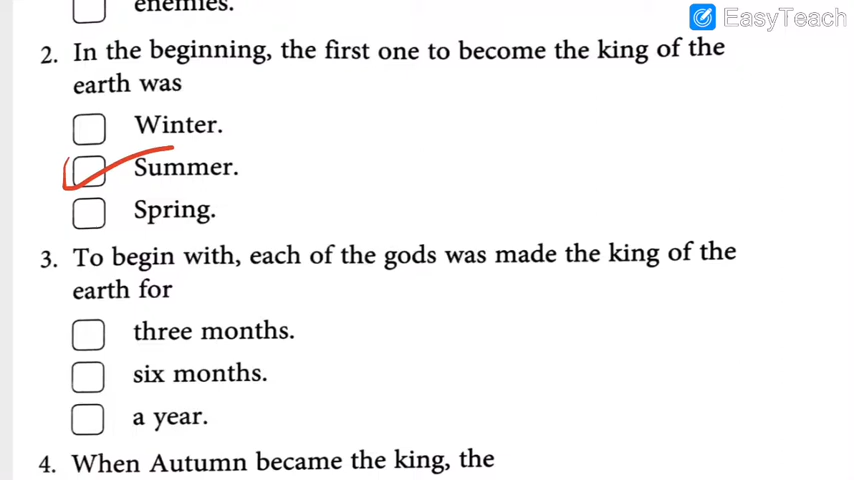 enemies.
EasyTeach
2. In the beginning, the first one to become the king of the
earth was
Winter.
Summer.
Spring.
3. To begin with, each of the gods was made the king of the
earth for
three months.
six months.
a year.
4. When Autumn became the king, the